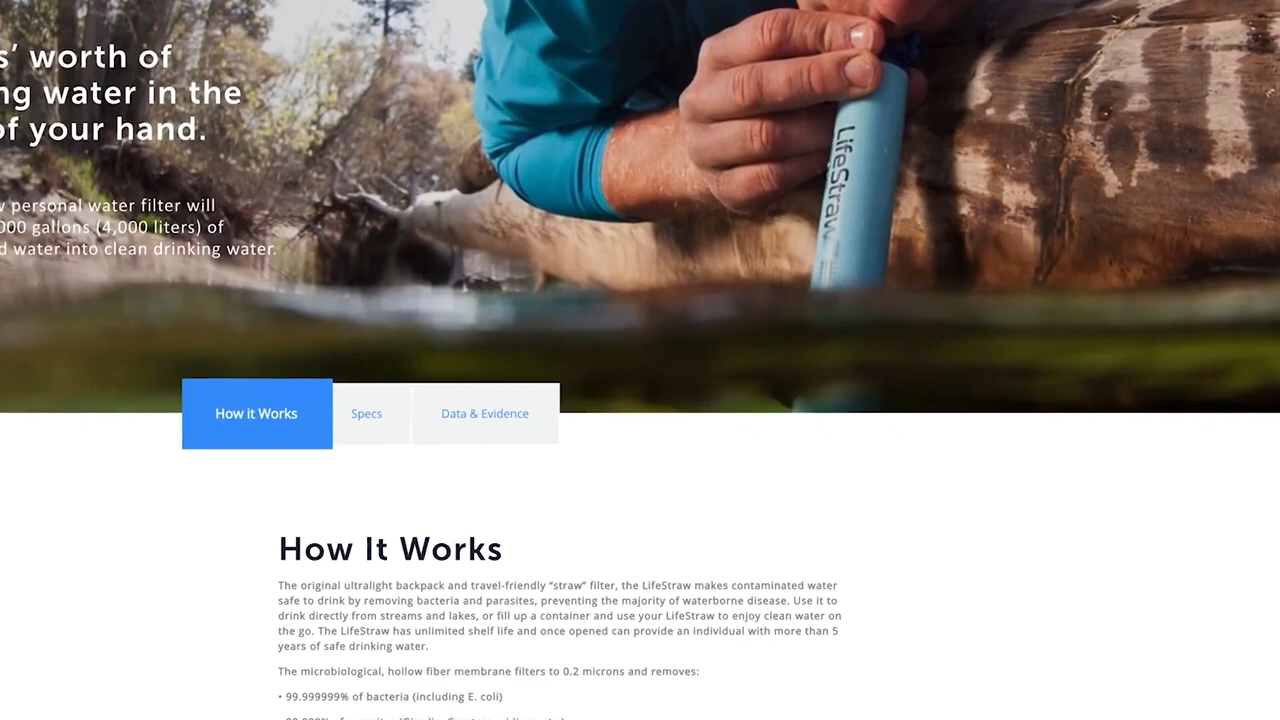 s' worth of
ng water in the
of your hand.
w personal water filter will
000 gallons (4,000 liters) of
d water into clean drinking water.
LifeStraw
How it Works
Specs
Data & Evidence
How It Works
The original ultralight backpack and travel-friendly “straw” filter, the LifeStraw makes contaminated water
safe to drink by removing bacteria and parasites, preventing the majority of waterborne disease. Use it to
drink directly from streams and lakes, or fill up a container and use your LifeStraw to enjoy clean water on
the go. The LifeStraw has unlimited shelf life and once opened can provide an individual with more than 5
years of safe drinking water.
The microbiological, hollow fiber membrane filters to 0.2 microns and removes:
• 99.999999% of bacteria (including E. coli)